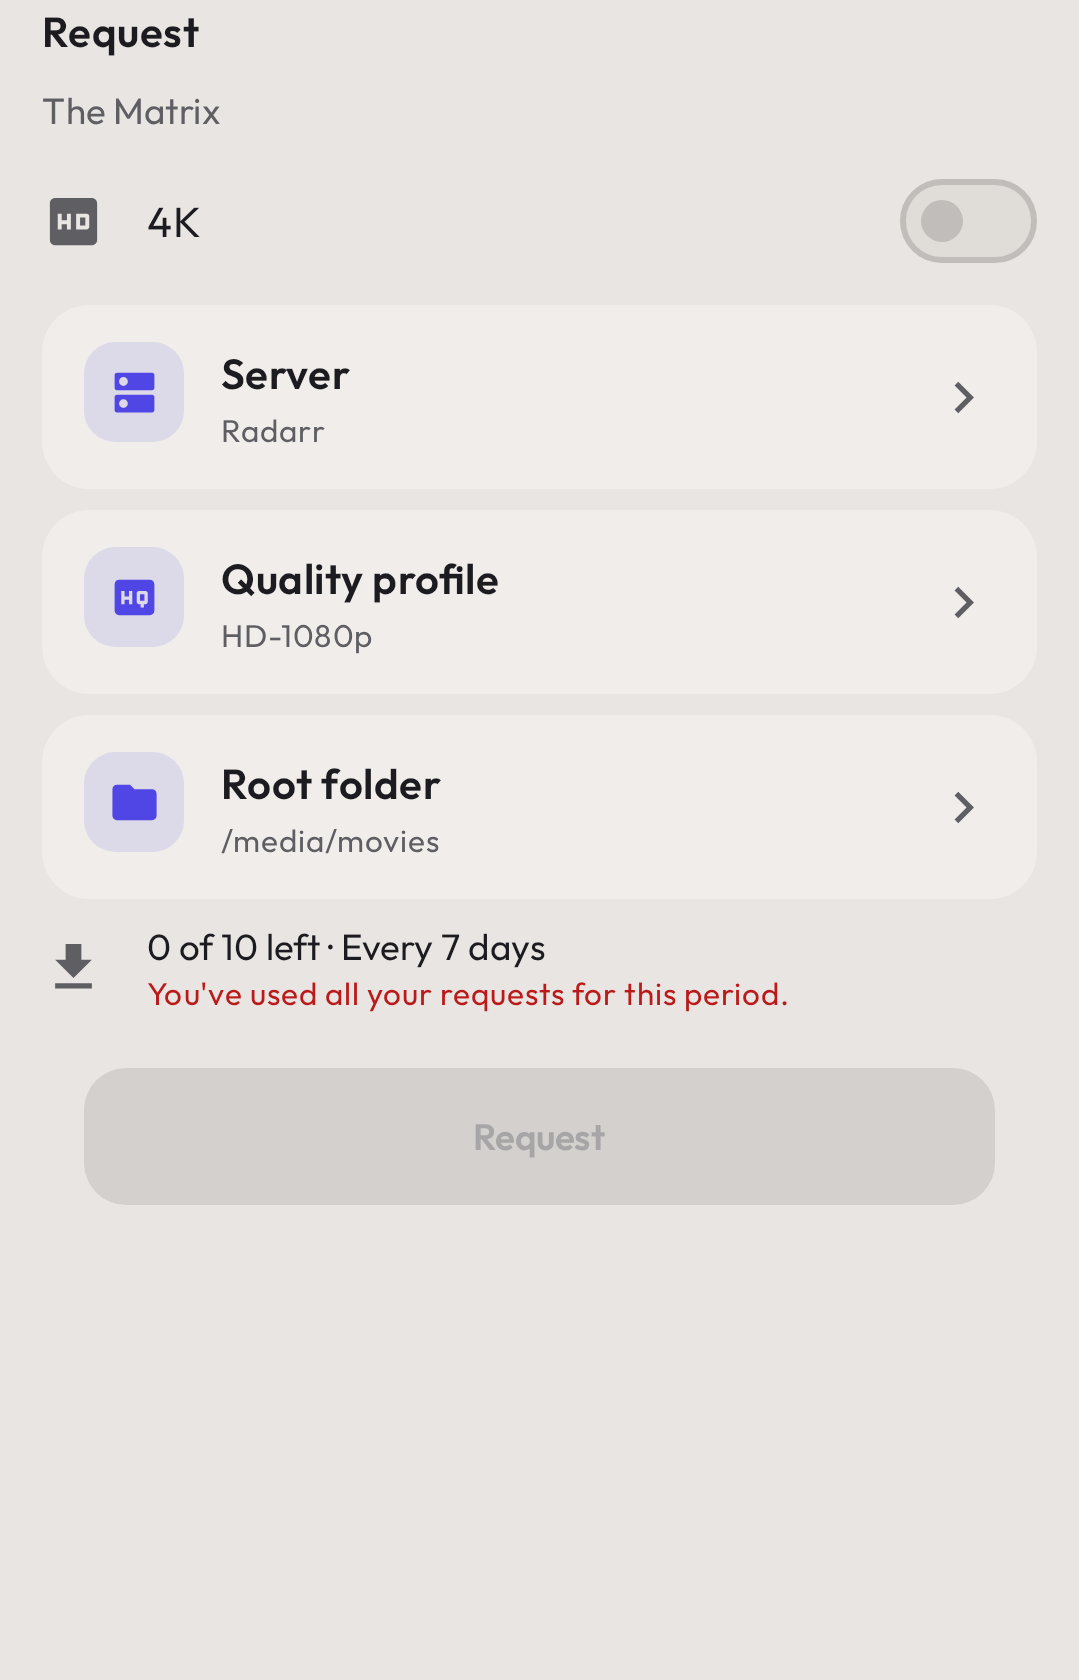 Request
The Matrix
HD 4K
Server
Radarr
HQ Quality profile
HD-1080p
Root folder
/media/movies
0 of 10 left · Every 7 days
You've used all your requests for this period.
Request